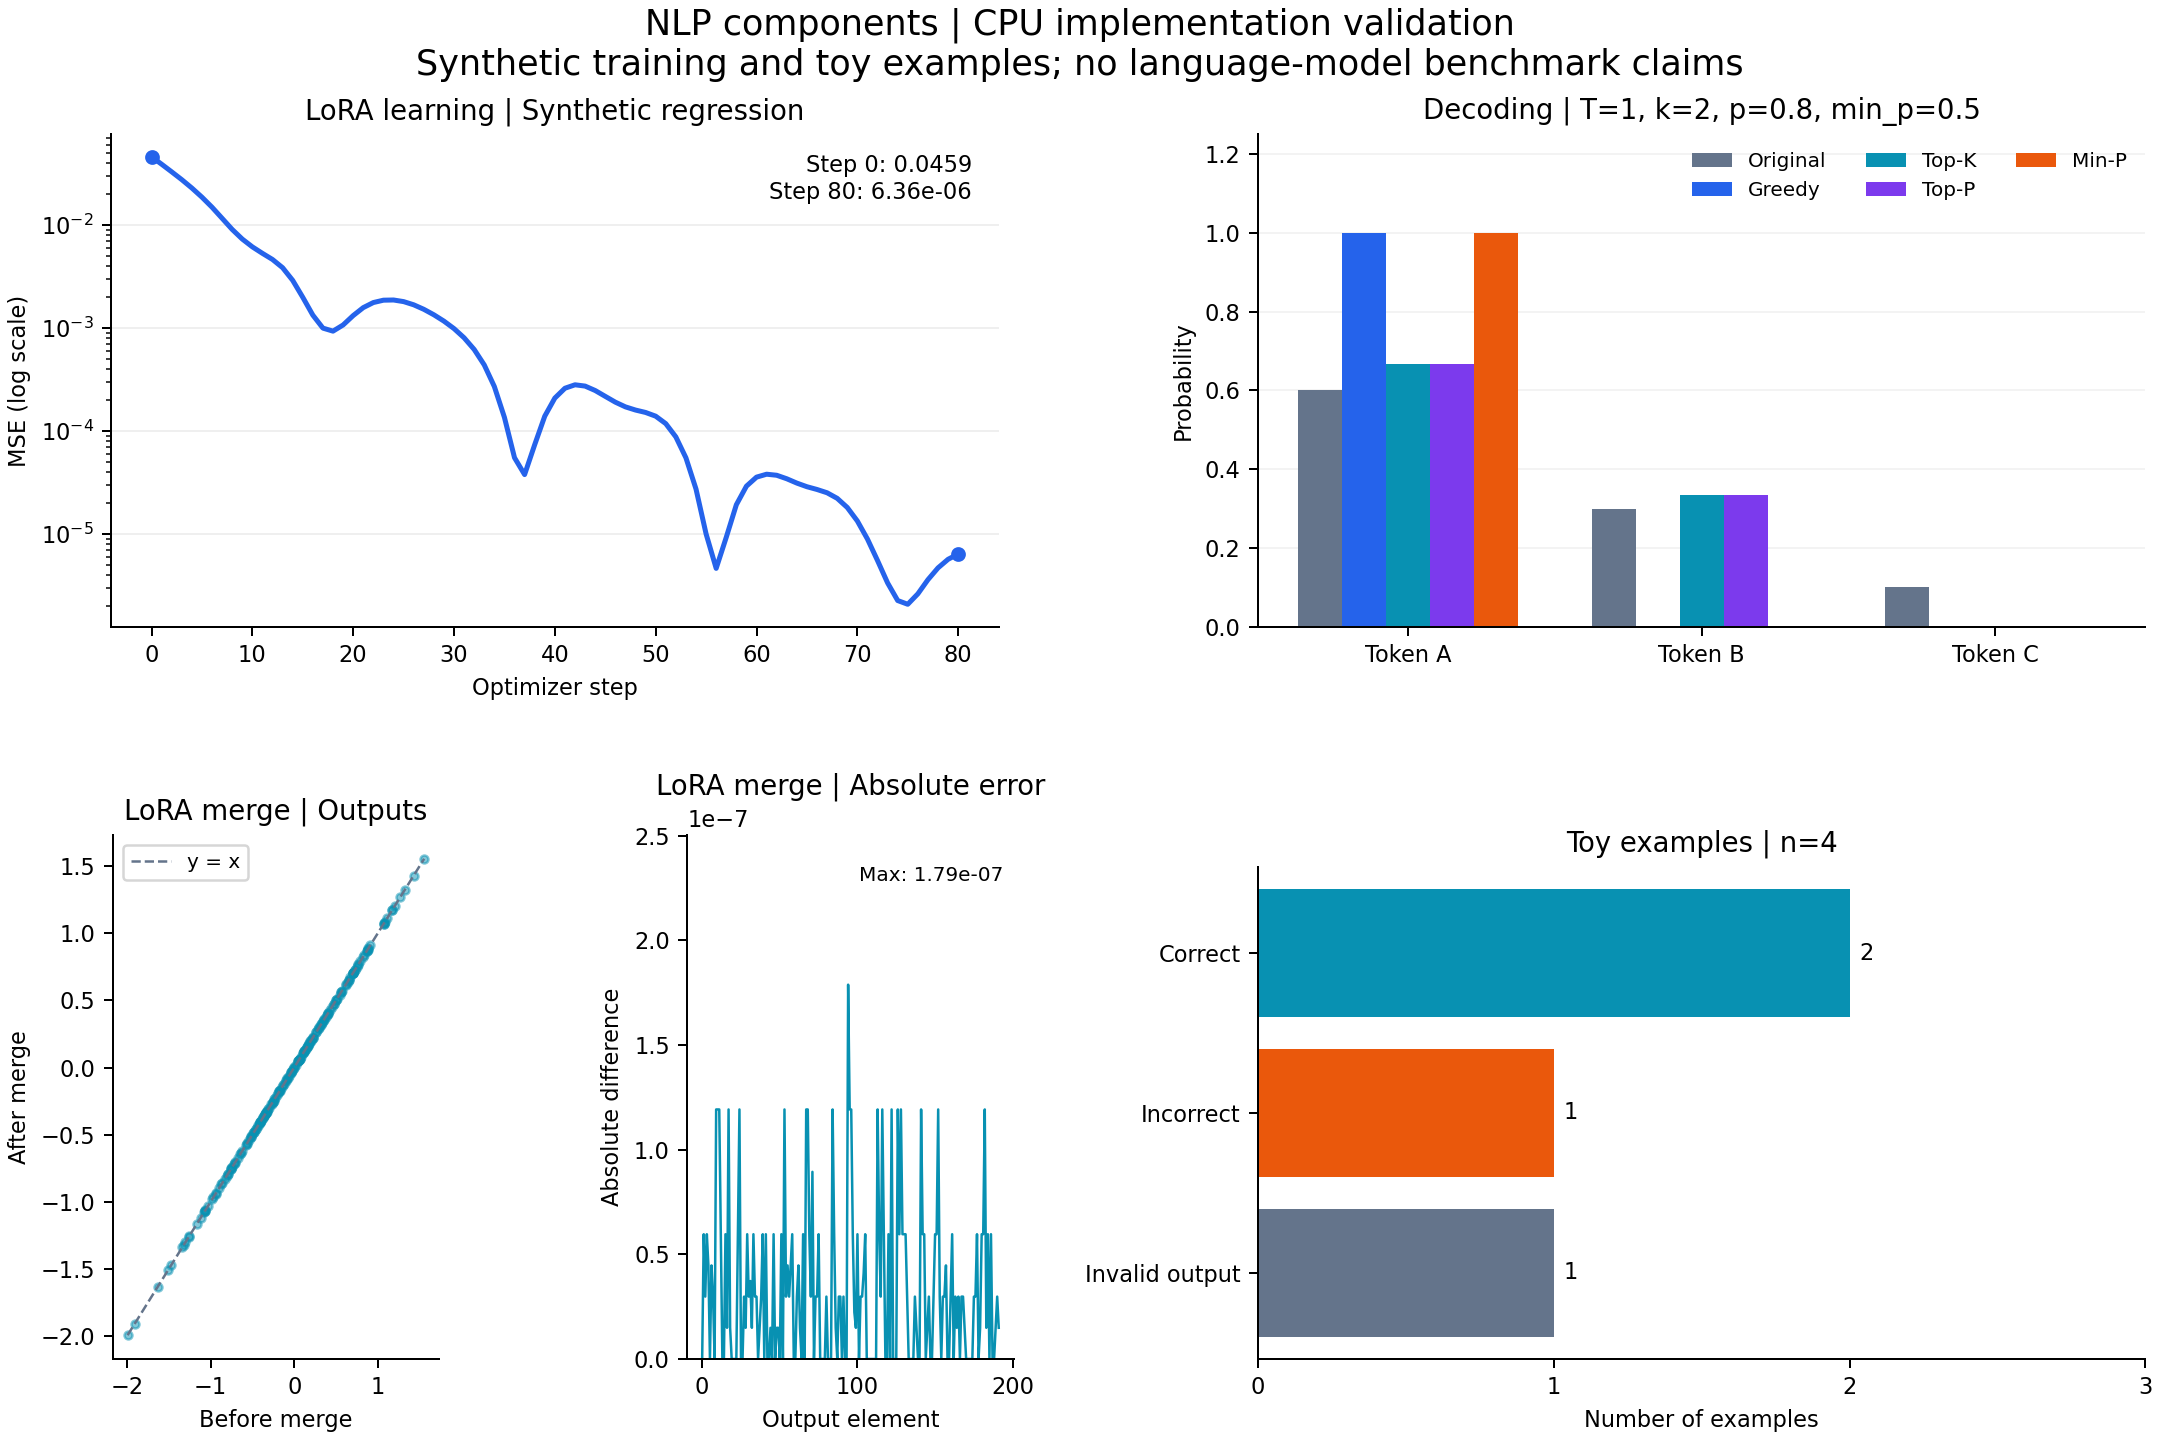 NLP components | CPU implementation validation
Synthetic training and toy examples; no language-model benchmark claims
LoRA learning | Synthetic regression
Step 0: 0.0459
Step 80: 6.36e-06
MSE (log scale)
10⁻²
10⁻³
10⁻⁴
10⁻⁵
0 10 20 30 40 50 60 70 80
Optimizer step
Decoding | T=1, k=2, p=0.8, min_p=0.5
Original Top-K Min-P
Greedy Top-P
Probability
1.2
1.0
0.8
0.6
0.4
0.2
0.0
Token A Token B Token C
LoRA merge | Outputs
y = x
After merge
1.5
1.0
0.5
0.0
−0.5
−1.0
−1.5
−2.0
−2 −1 0 1
Before merge
LoRA merge | Absolute error
1e−7
Max: 1.79e-07
Absolute difference
2.5
2.0
1.5
1.0
0.5
0.0
0 100 200
Output element
Toy examples | n=4
Correct 2
Incorrect 1
Invalid output 1
0 1 2 3
Number of examples